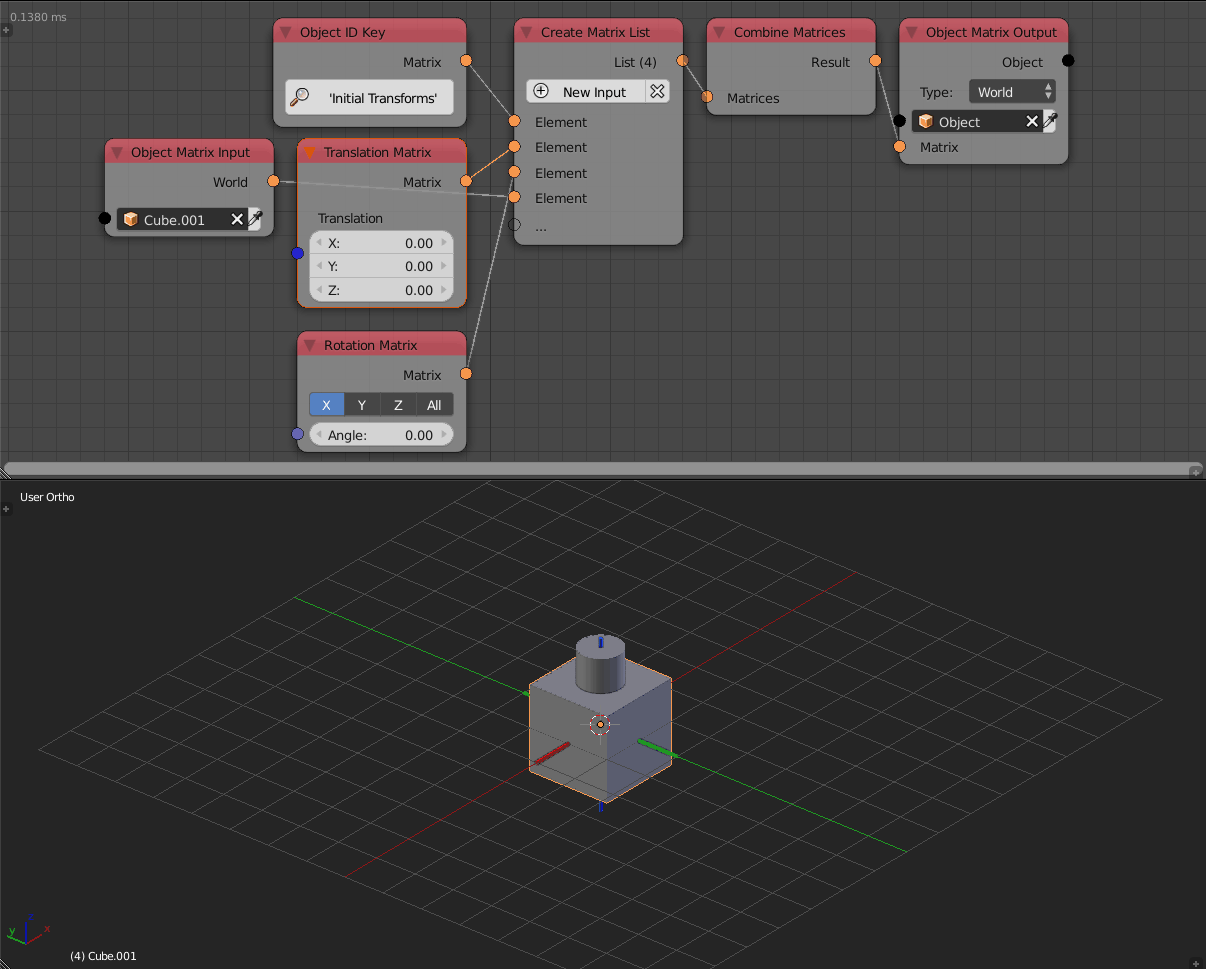 0.1380 ms
Object ID Key
Matrix
'Initial Transforms'
Object Matrix Input
World
Cube.001
Translation Matrix
Matrix
Translation
X: 0.00
Y: 0.00
Z: 0.00
Rotation Matrix
Matrix
X Y Z All
Angle: 0.00
Create Matrix List
List (4)
New Input
Element
Element
Element
Element
...
Combine Matrices
Result
Matrices
Object Matrix Output
Object
Type: World
Object
Matrix
User Ortho
y x
(4) Cube.001